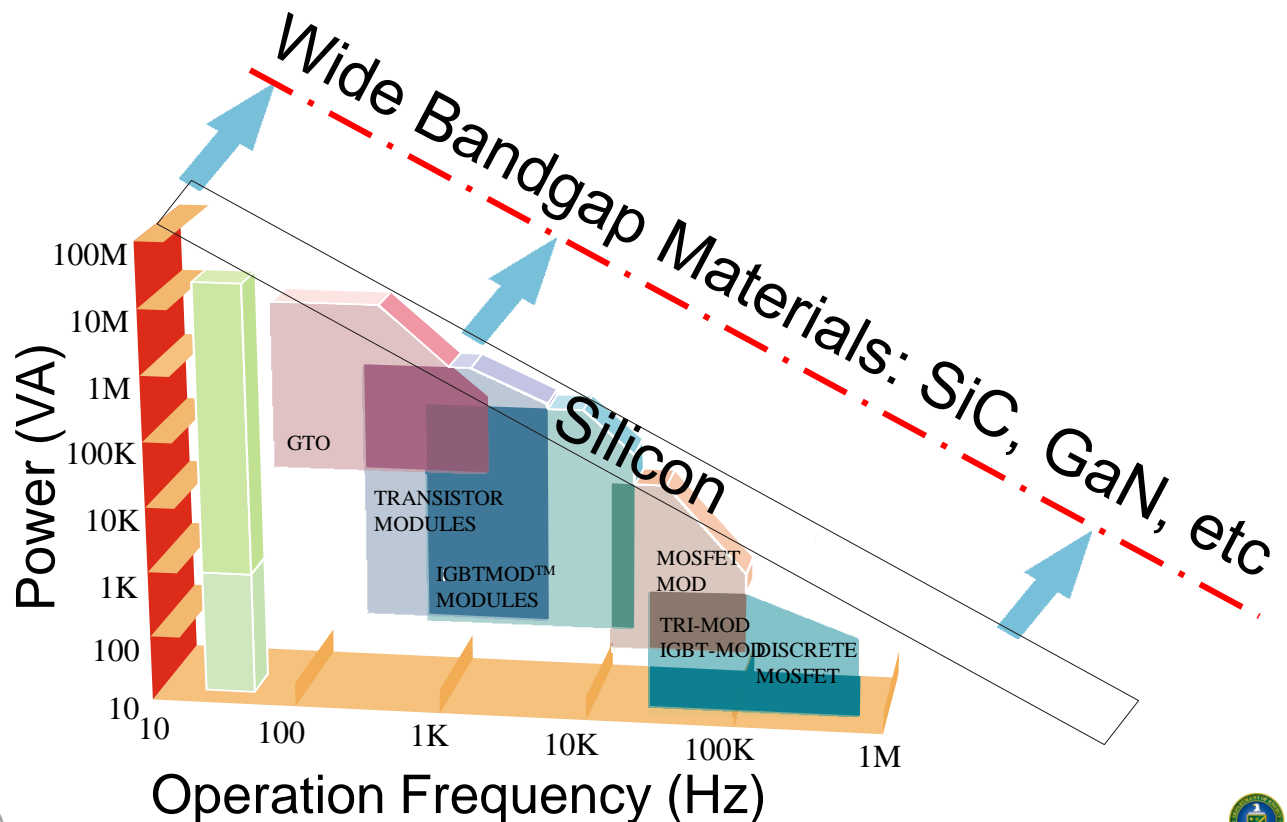 Wide Bandgap Materials: SiC, GaN, etc
Silicon
Power (VA)
100M
10M
1M
100K
10K
1K
100
10
GTO
TRANSISTOR
MODULES
IGBTMOD™
MODULES
MOSFET
MOD
TRI-MOD
IGBT-MOD
DISCRETE
MOSFET
10
100
1K
10K
100K
1M
Operation Frequency (Hz)